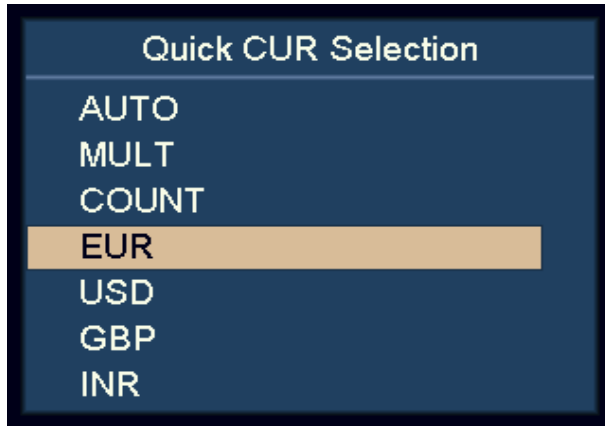 Quick CUR Selection
AUTO
MULT
COUNT
EUR
USD
GBP
INR